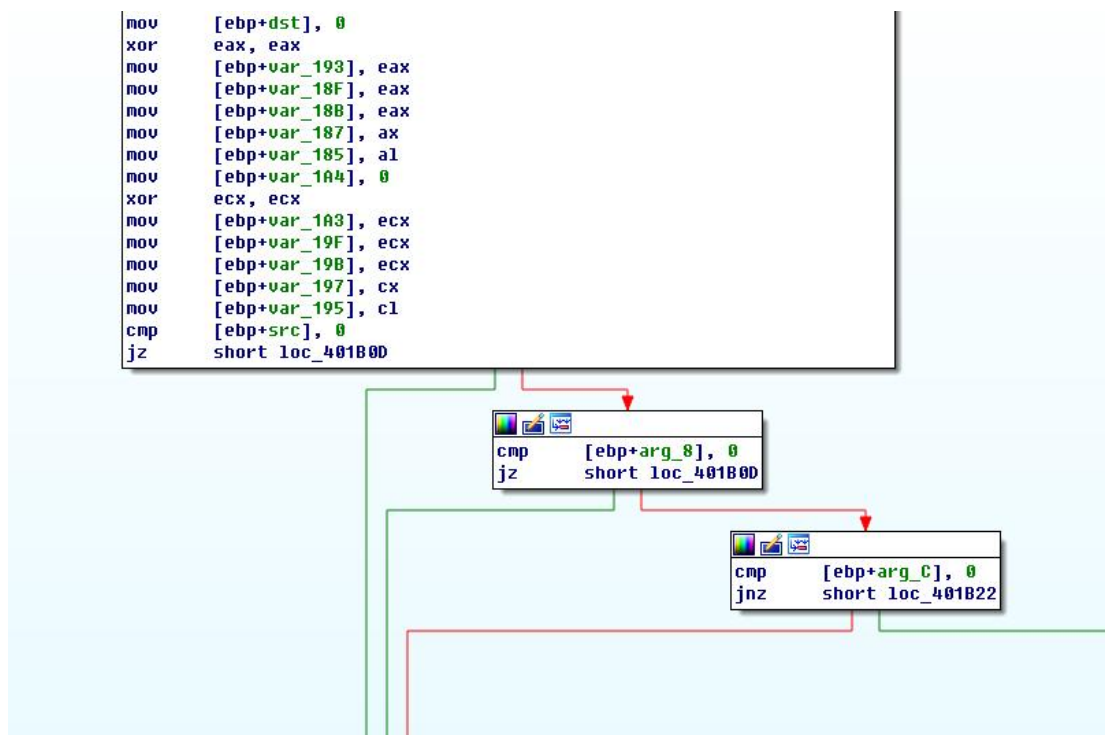 mov [ebp+dst], 0
xor eax, eax
mov [ebp+var_193], eax
mov [ebp+var_18F], eax
mov [ebp+var_18B], eax
mov [ebp+var_187], ax
mov [ebp+var_185], al
mov [ebp+var_1A4], 0
xor ecx, ecx
mov [ebp+var_1A3], ecx
mov [ebp+var_19F], ecx
mov [ebp+var_19B], ecx
mov [ebp+var_197], cx
mov [ebp+var_195], cl
cmp [ebp+src], 0
jz short loc_401B0D
cmp [ebp+arg_8], 0
jz short loc_401B0D
cmp [ebp+arg_C], 0
jnz short loc_401B22